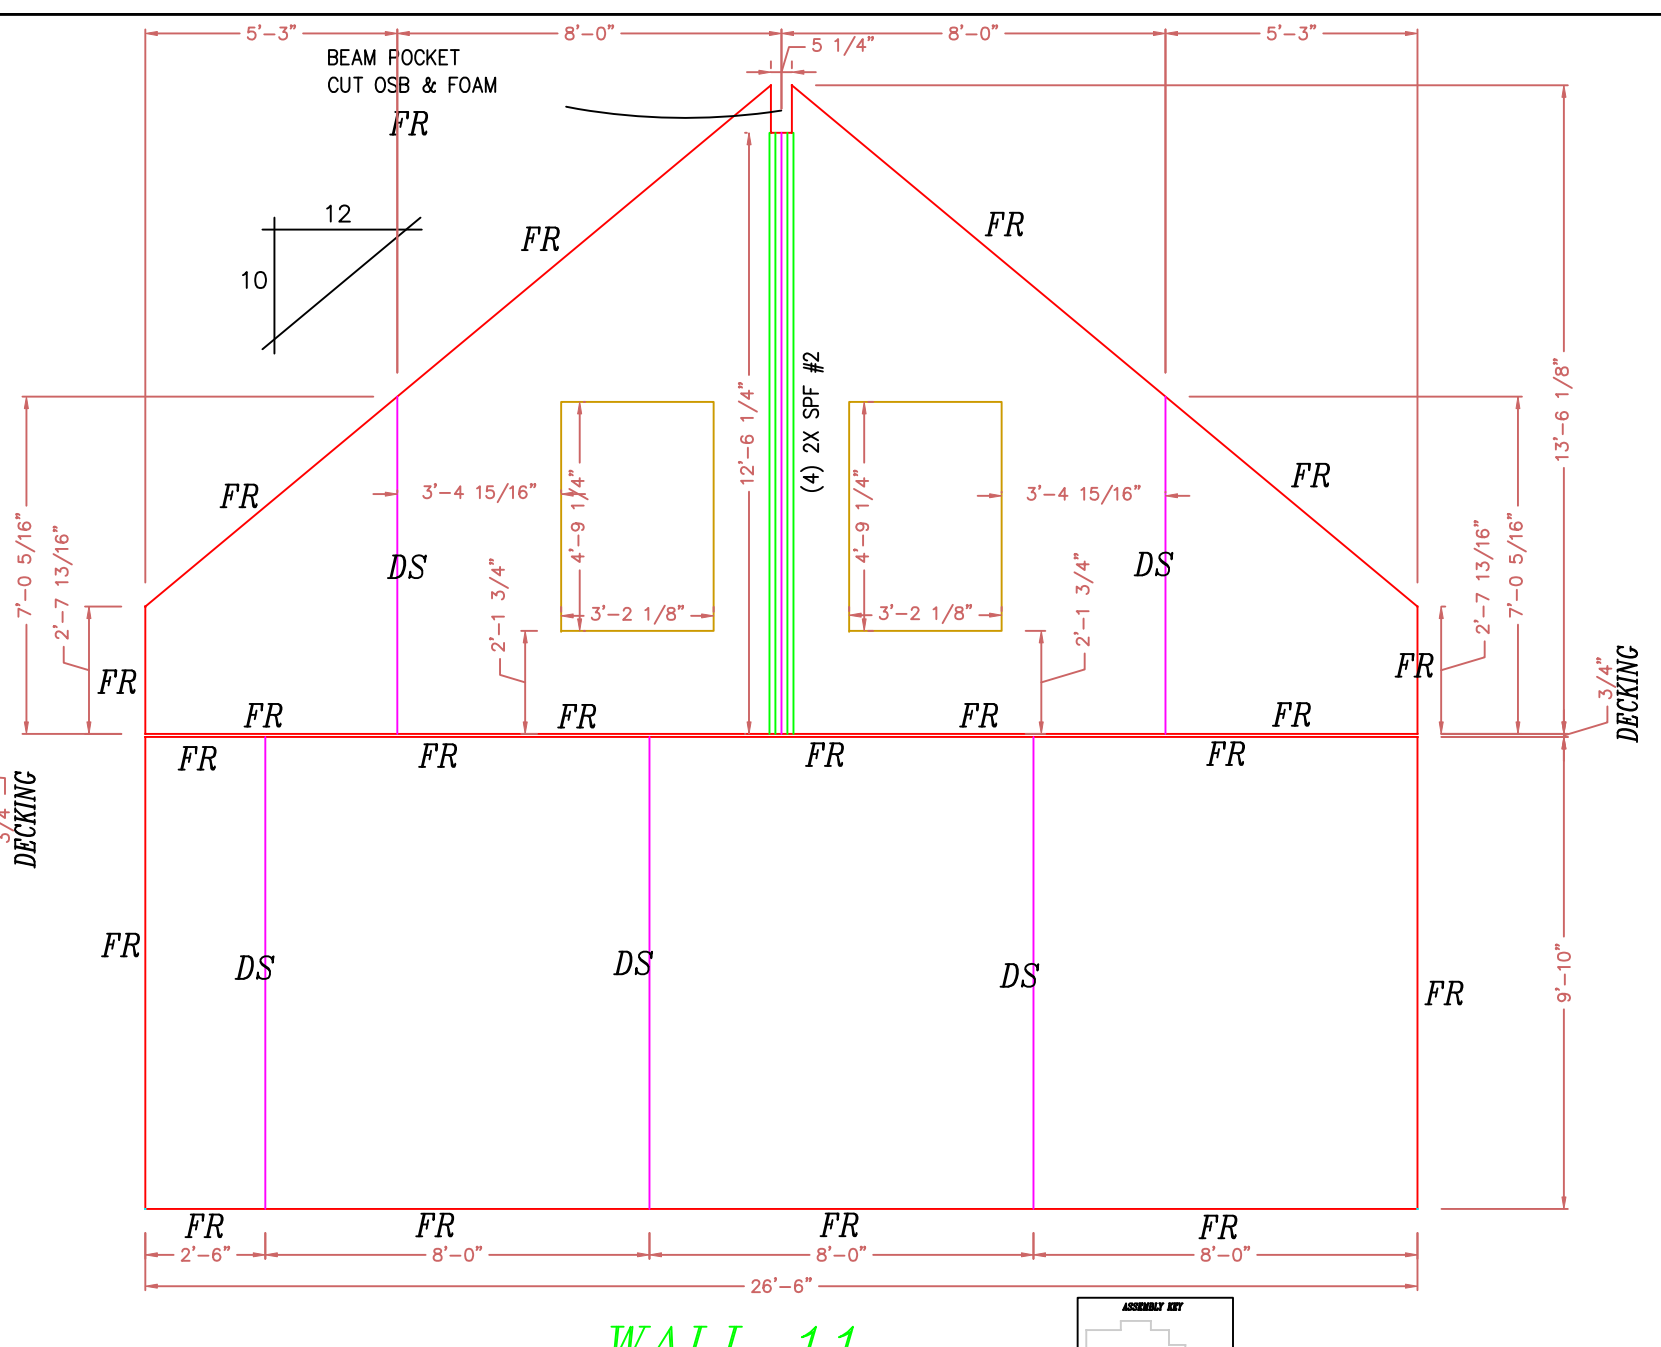 5'-3"
8'-0"
8'-0"
5'-3"
5 1/4"
BEAM POCKET
CUT OSB & FOAM
FR
12
10
FR
FR
FR
FR
(4) 2X SPF #2
12'-6 1/4"
13'-6 1/8"
7'-0 5/16"
2'-7 13/16"
3'-4 15/16"
4'-9 1/4"
3'-2 1/8"
2'-1 3/4"
4'-9 1/4"
3'-2 1/8"
3'-4 15/16"
2'-1 3/4"
2'-7 13/16"
7'-0 5/16"
DS
DS
FR
FR
3/4"
DECKING
FR
FR
FR
FR
FR
FR
FR
FR
3/4
DECKING
FR
DS
DS
DS
FR
9'-10"
FR
FR
FR
FR
2'-6"
8'-0"
8'-0"
8'-0"
26'-6"
WALL 11
ASSEMBLY KEY